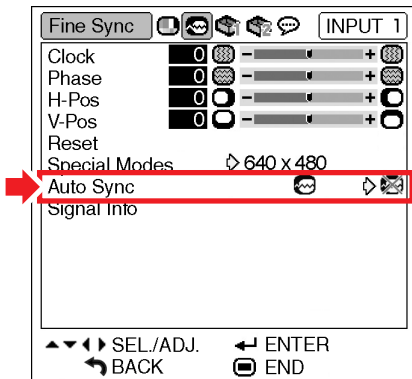 Fine Sync INPUT 1
Clock 0 - +
Phase 0 - +
H-Pos 0 - +
V-Pos 0 - +
Reset
Special Modes 640 x 480
Auto Sync
Signal Info
SEL./ADJ. ENTER
BACK END